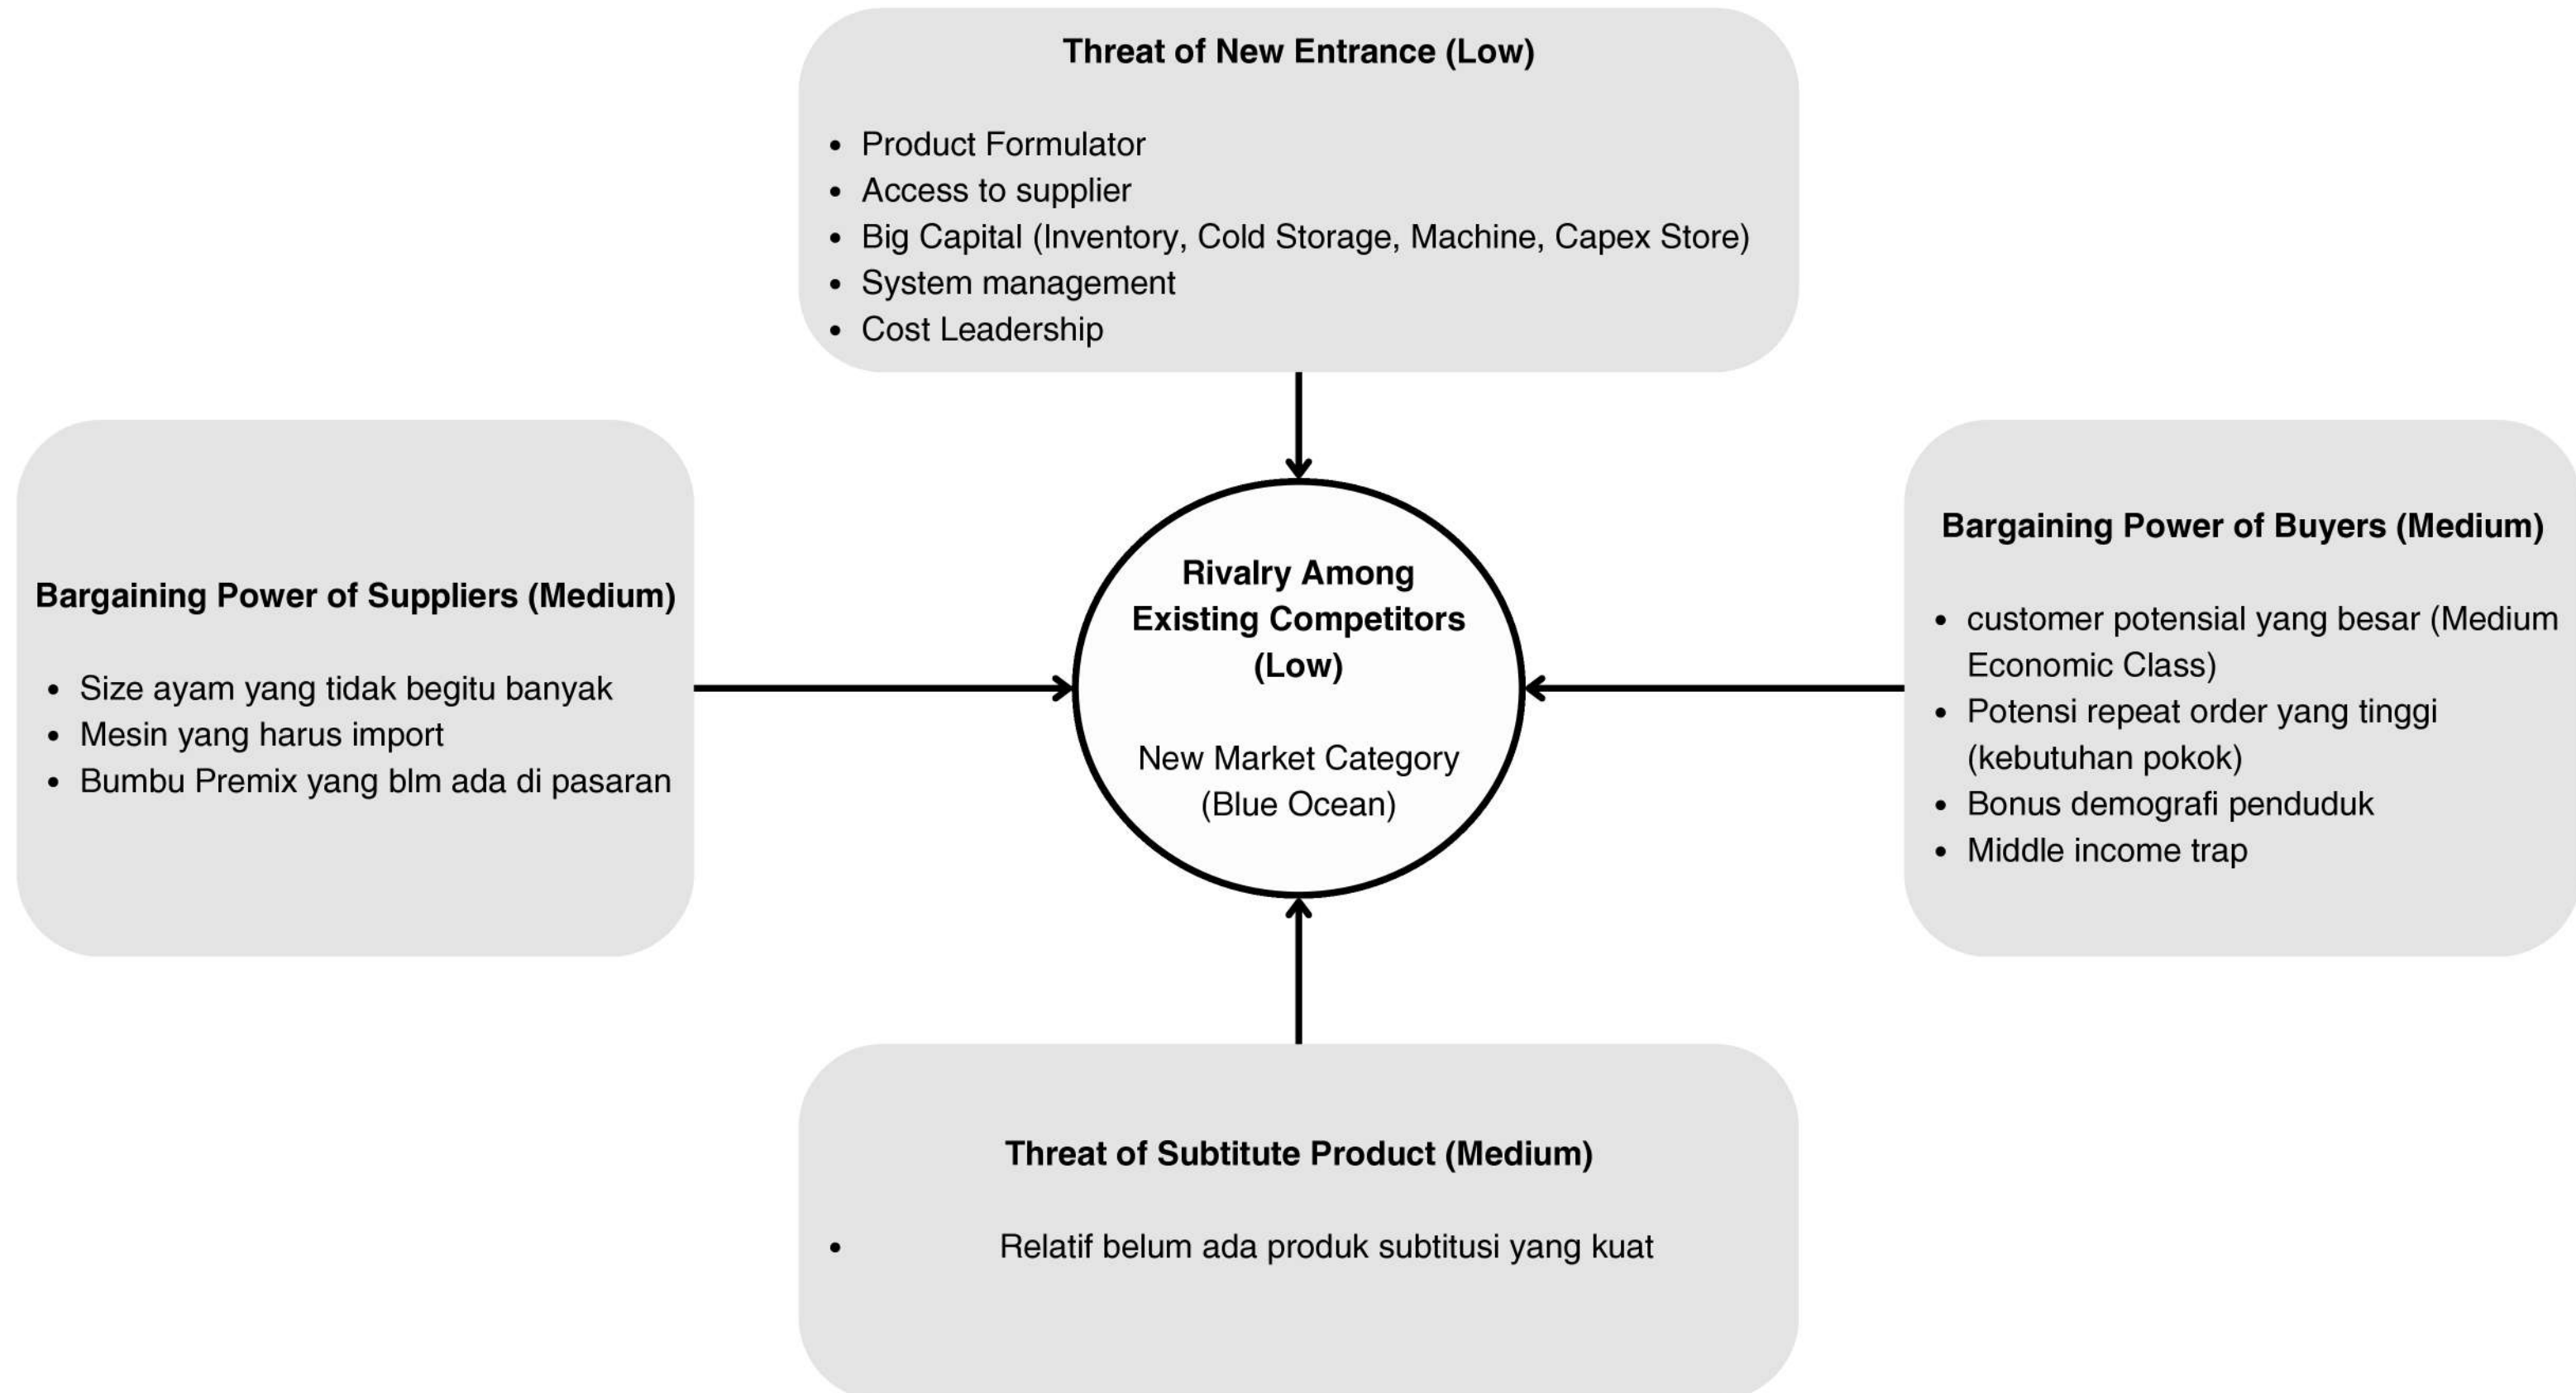 Threat of New Entrance (Low)
• Product Formulator
• Access to supplier
• Big Capital (Inventory, Cold Storage, Machine, Capex Store)
• System management
• Cost Leadership
Bargaining Power of Suppliers (Medium)
• Size ayam yang tidak begitu banyak
• Mesin yang harus import
• Bumbu Premix yang blm ada di pasaran
Rivalry Among
Existing Competitors
(Low)
New Market Category
(Blue Ocean)
Bargaining Power of Buyers (Medium)
• customer potensial yang besar (Medium
Economic Class)
• Potensi repeat order yang tinggi
(kebutuhan pokok)
• Bonus demografi penduduk
• Middle income trap
Threat of Subtitute Product (Medium)
• Relatif belum ada produk subtitusi yang kuat